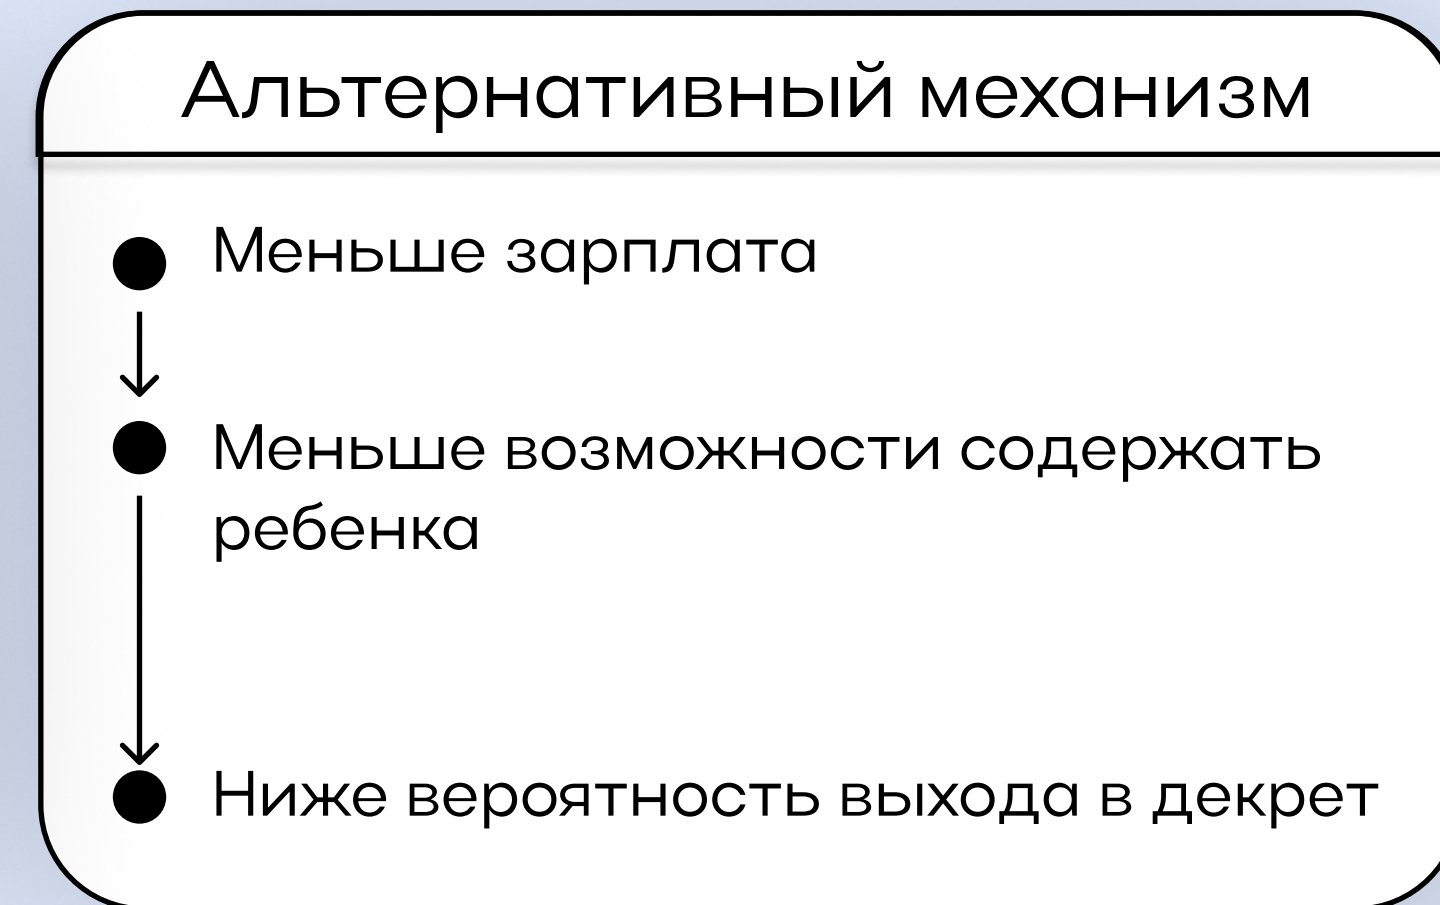 Альтернативный механизм
Меньше зарплата
Меньше возможности содержать
ребенка
Ниже вероятность выхода в декрет